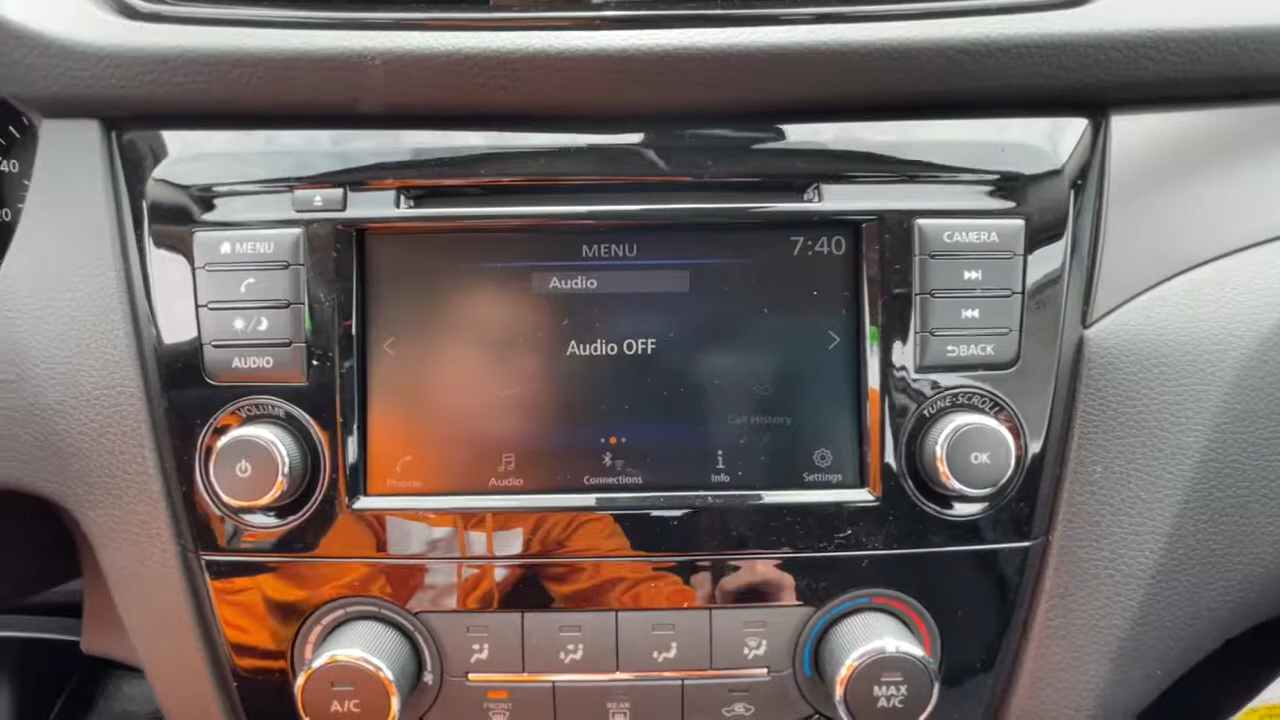 40
20
MENU
AUDIO
VOLUME
MENU
7:40
Audio
Audio OFF
Call History
Phone
Audio
Connections
Info
Settings
CAMERA
BACK
TUNE·SCROLL
OK
A/C
FRONT
REAR
MAX
A/C